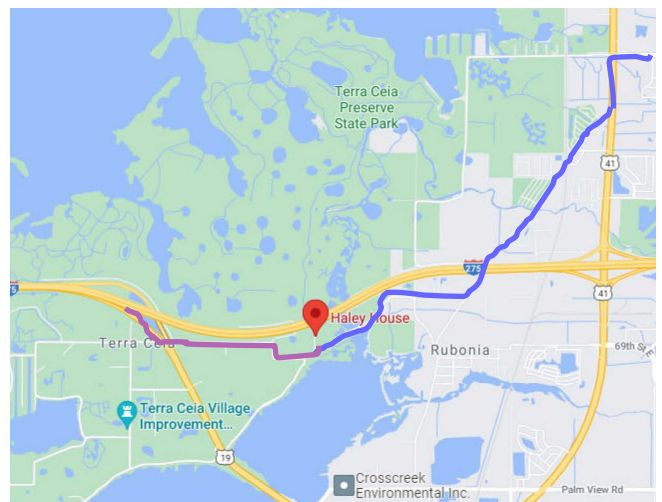 Terra Ceia
Preserve
State Park
41
275
Haley House
41
Terra Ceia
Rubonia
69th St E
Terra Ceia Village
Improvement...
19
Crosscreek
Environmental Inc.
Palm View Rd